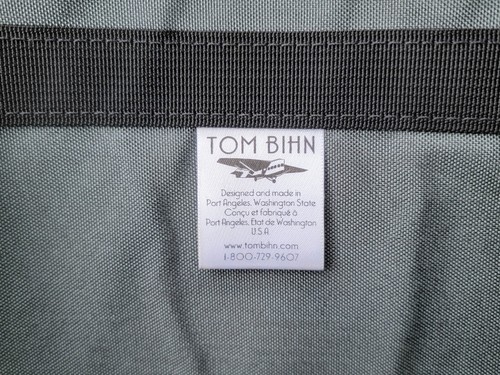 TOM BIHN
Designed and made in
Port Angeles, Washington State
Conçu et fabriqué à
Port Angeles, État de Washington
U.S.A
www.tombihn.com
1-800-729-9607